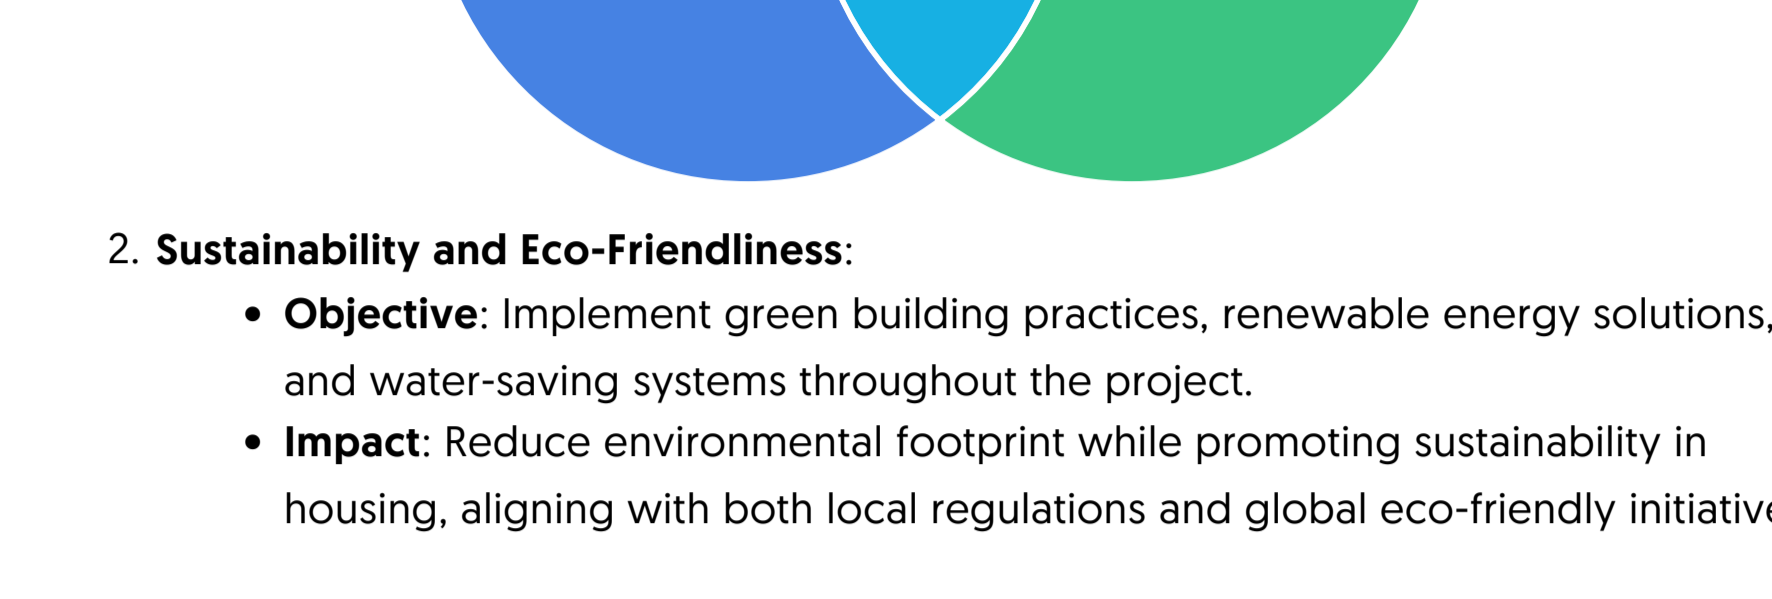 2. Sustainability and Eco-Friendliness:
• Objective: Implement green building practices, renewable energy solutions,
and water-saving systems throughout the project.
• Impact: Reduce environmental footprint while promoting sustainability in
housing, aligning with both local regulations and global eco-friendly